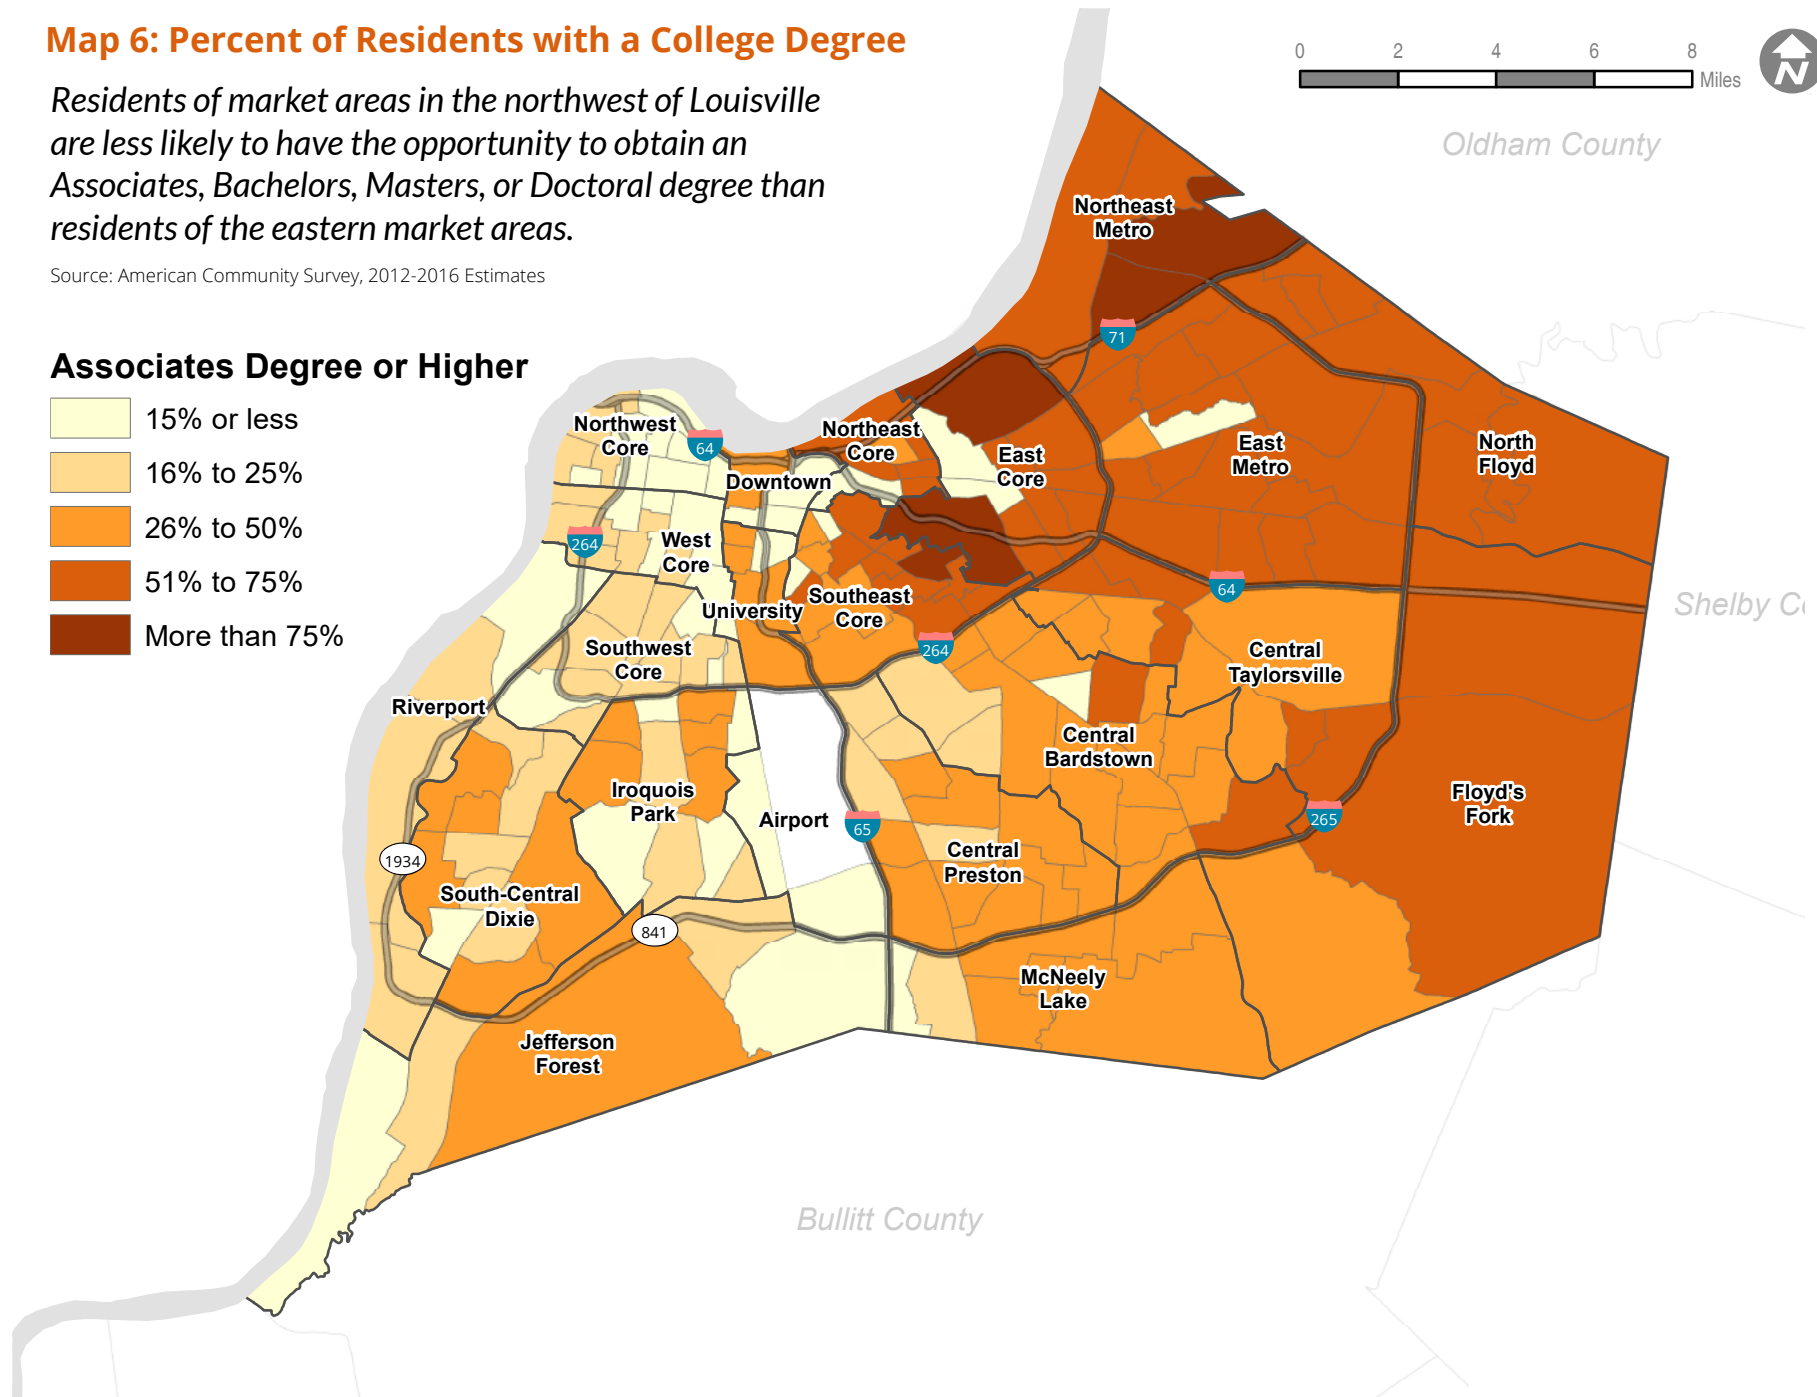 Map 6: Percent of Residents with a College Degree
Residents of market areas in the northwest of Louisville
are less likely to have the opportunity to obtain an
Associates, Bachelors, Masters, or Doctoral degree than
residents of the eastern market areas.
Source: American Community Survey, 2012-2016 Estimates
0 2 4 6 8
Miles
N
Oldham County
Associates Degree or Higher
15% or less
16% to 25%
26% to 50%
51% to 75%
More than 75%
Northeast
Metro
71
Northwest
Core
64
Northeast
Core
East
Core
East
Metro
North
Floyd
Downtown
264
West
Core
University
Southeast
Core
64
Shelby Co
264
Southwest
Core
Central
Taylorsville
Riverport
Central
Bardstown
Iroquois
Park
Airport
65
Floyd's
Fork
265
1934
Central
Preston
South-Central
Dixie
841
McNeely
Lake
Jefferson
Forest
Bullitt County